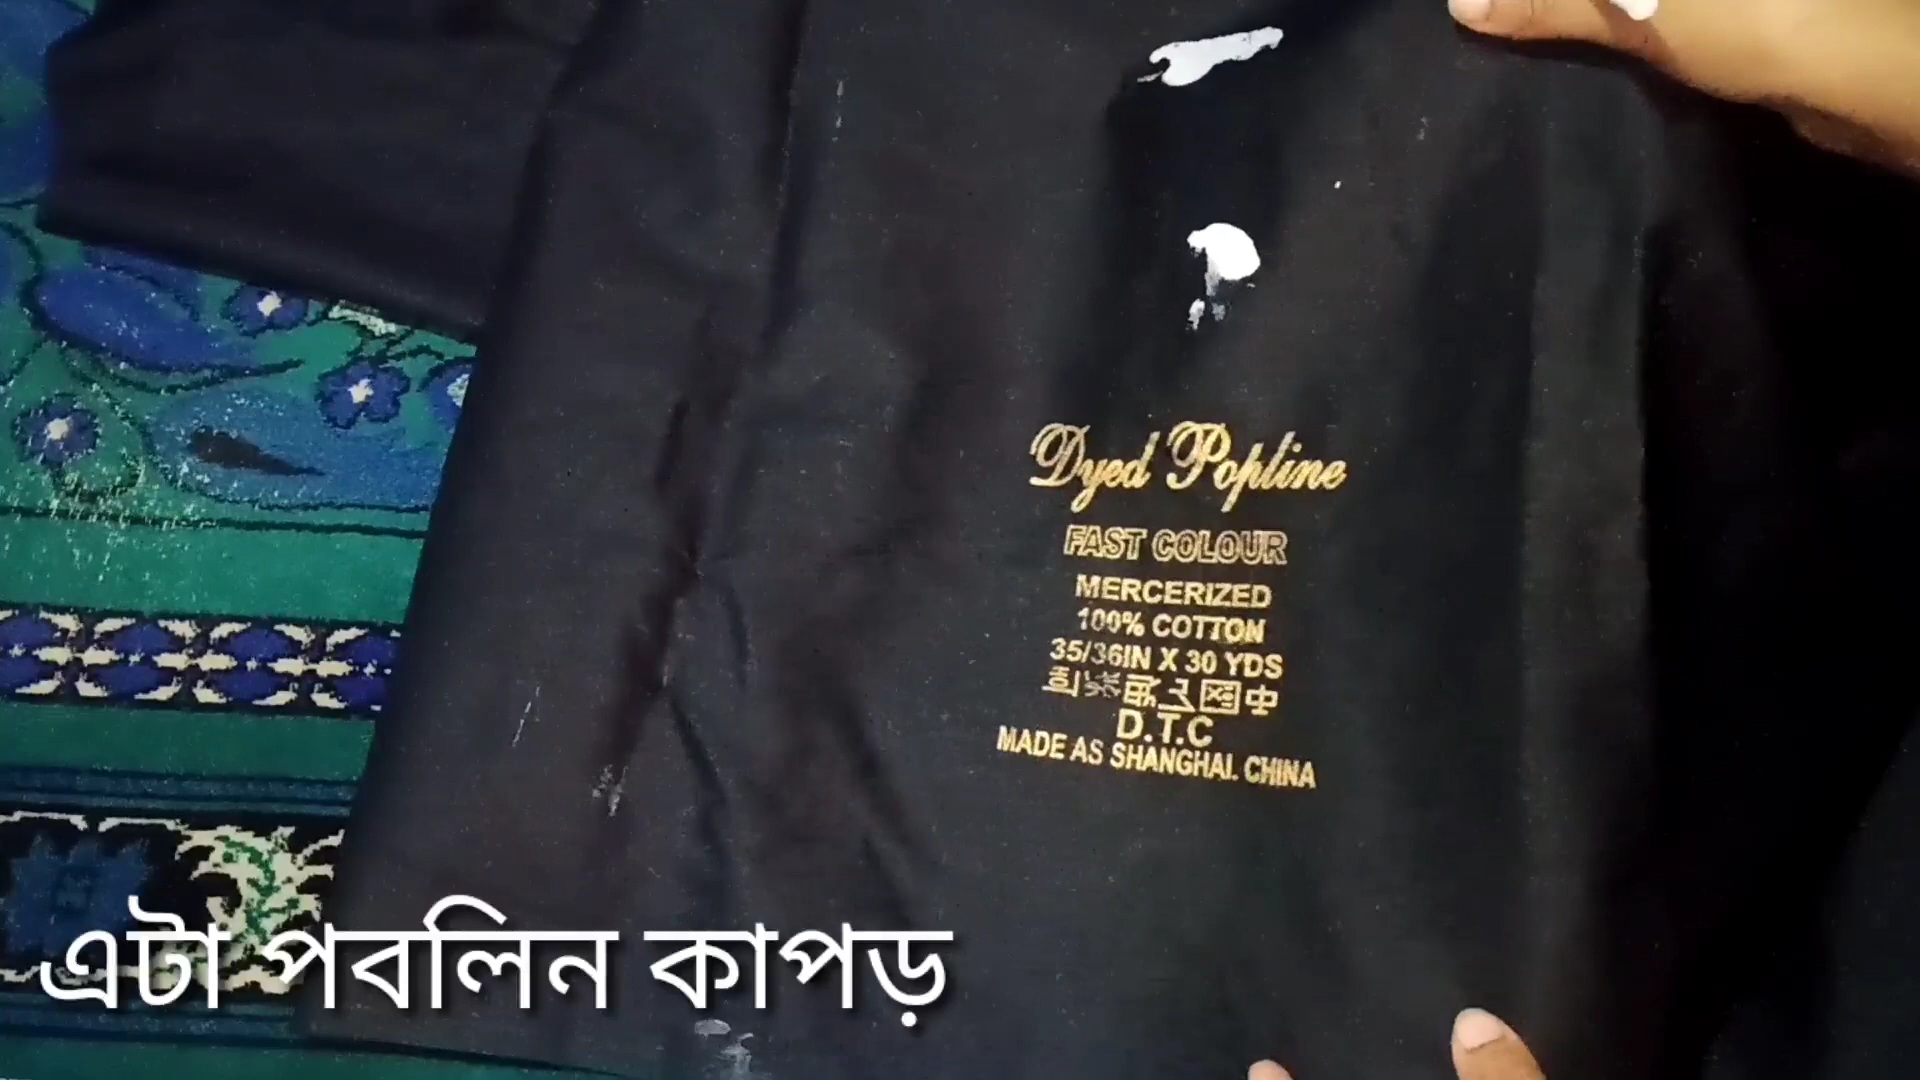 Dyed Popline
FAST COLOUR
MERCERIZED
100% COTTON
35/36IN X 30 YDS
D.T.C
MADE AS SHANGHAI. CHINA
এটা পবলিন কাপড়